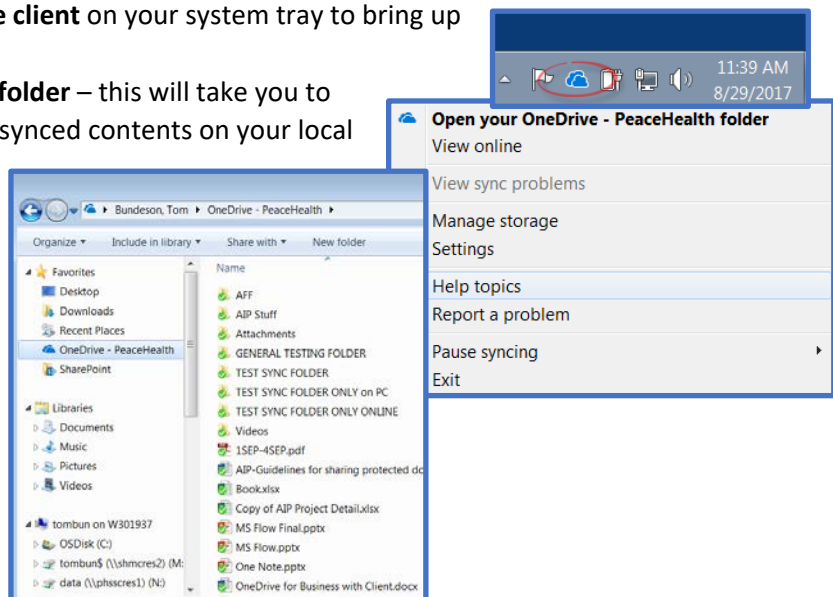 e client on your system tray to bring up
folder – this will take you to
synced contents on your local
11:39 AM
8/29/2017
Open your OneDrive - PeaceHealth folder
View online
View sync problems
Manage storage
Settings
Help topics
Report a problem
Pause syncing
Exit
Bundeson, Tom OneDrive - PeaceHealth
Organize Include in library Share with New folder
Favorites
Desktop
Downloads
Recent Places
OneDrive - PeaceHealth
SharePoint
Libraries
Documents
Music
Pictures
Videos
tombun on W301937
OSDisk (C:)
tombun$ (\\shmcres2) (M:
data (\\phsscres1) (N:)
Name
AFF
AIP Stuff
Attachments
GENERAL TESTING FOLDER
TEST SYNC FOLDER
TEST SYNC FOLDER ONLY on PC
TEST SYNC FOLDER ONLY ONLINE
Videos
1SEP-4SEP.pdf
AIP-Guidelines for sharing protected do
Book.xlsx
Copy of AIP Project Detail.xlsx
MS Flow Final.pptx
MS Flow.pptx
One Note.pptx
OneDrive for Business with Client.docx